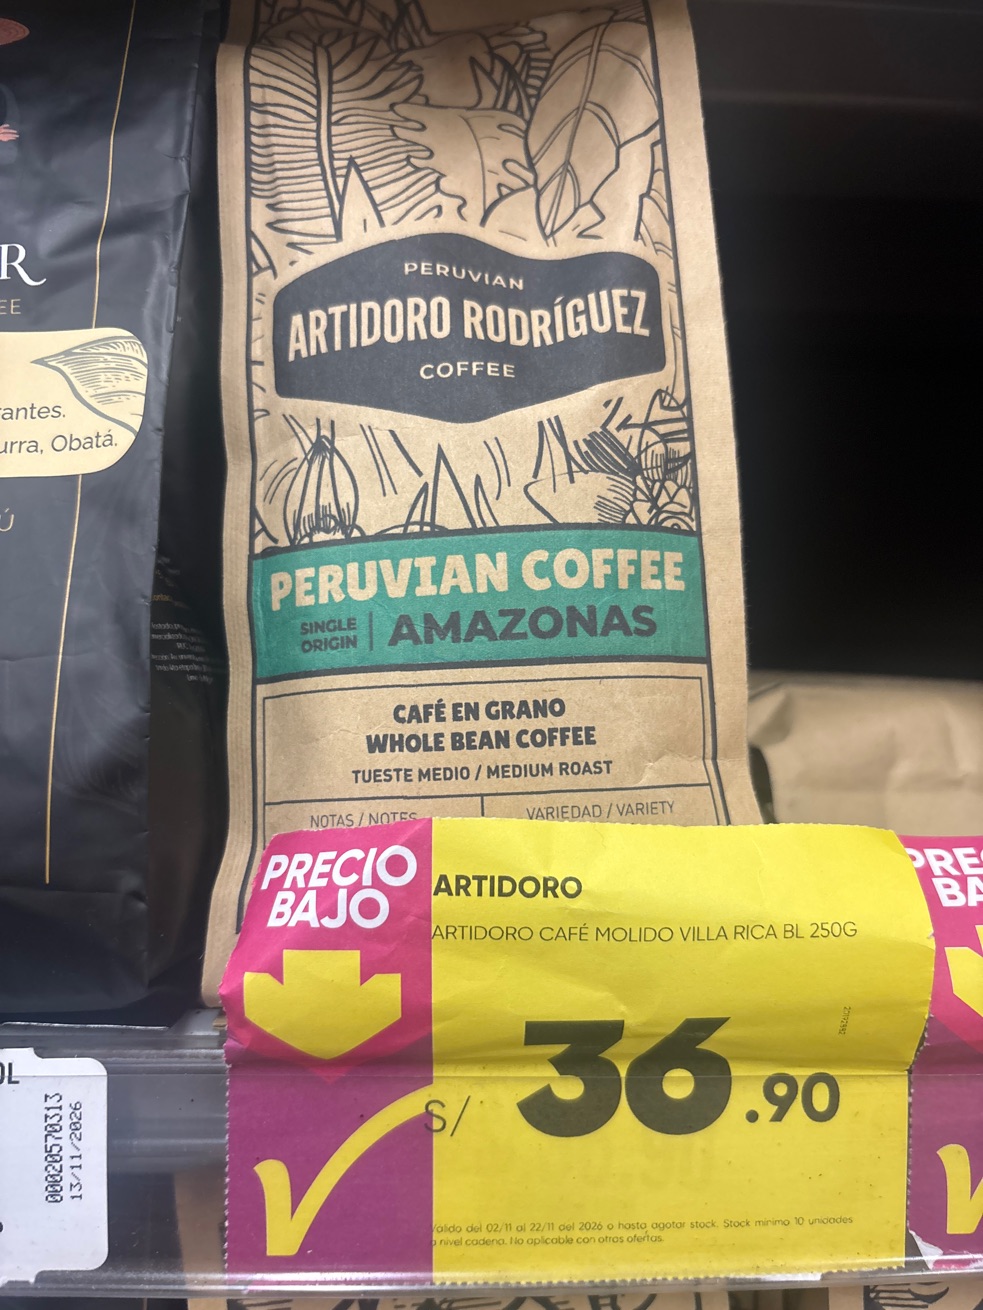 R
EE
rantes.
urra, Obatá.
Ú
PERUVIAN
ARTIDORO RODRÍGUEZ
COFFEE
PERUVIAN COFFEE
SINGLE
ORIGIN
AMAZONAS
CAFÉ EN GRANO
WHOLE BEAN COFFEE
TUESTE MEDIO / MEDIUM ROAST
NOTAS / NOTES
VARIEDAD / VARIETY
PRECIO
BAJO
ARTIDORO
ARTIDORO CAFÉ MOLIDO VILLA RICA BL 250G
S/ 36.90
Valido del 02/11 al 22/11 del 2026 o hasta agotar stock. Stock mínimo 10 unidades
a nivel cadena. No aplicable con otras ofertas.
PRE
BA
OL
00020570313
13/11/2026